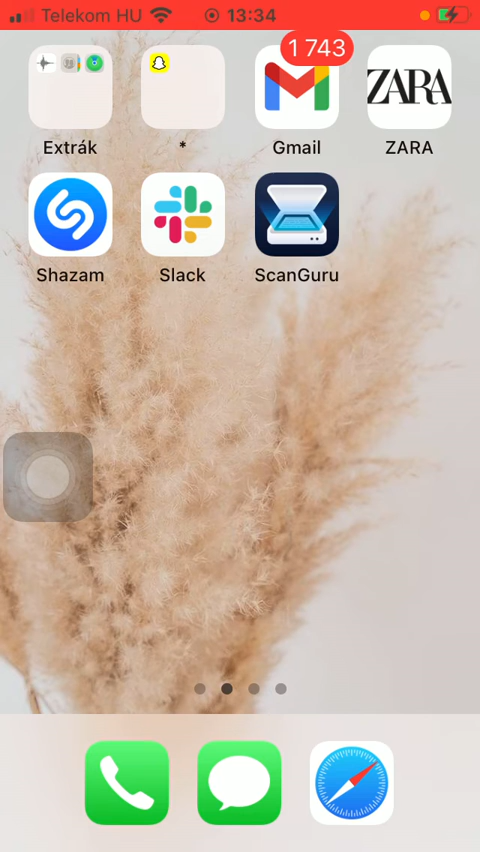 Telekom HU 13:34
1 743
ZARA
Extrák * Gmail ZARA
Shazam Slack ScanGuru